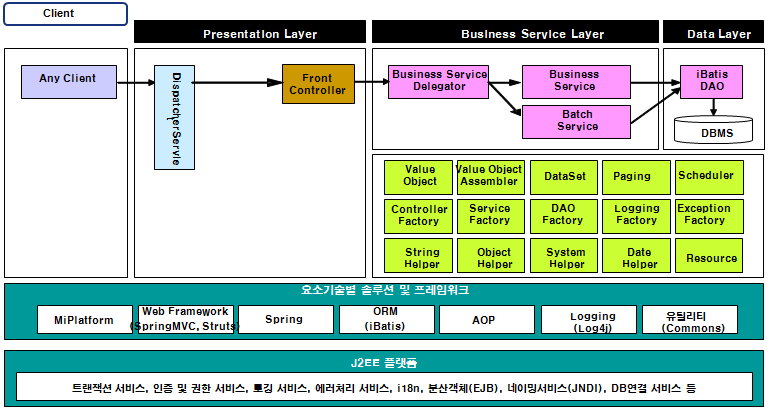 Client
Presentation Layer
Business Service Layer
Data Layer
Any Client
DispatcherServle
Front
Controller
Business Service
Delegator
Business
Service
Batch
Service
iBatis
DAO
DBMS
Value
Object
Value Object
Assembler
DataSet
Paging
Scheduler
Controller
Factory
Service
Factory
DAO
Factory
Logging
Factory
Exception
Factory
String
Helper
Object
Helper
System
Helper
Date
Helper
Resource
요소기술별 솔루션 및 프레임워크
MiPlatform
Web Framework
(SpringMVC, Struts)
Spring
ORM
(iBatis)
AOP
Logging
(Log4j)
유틸리티
(Commons)
J2EE 플랫폼
트랜잭션 서비스, 인증 및 권한 서비스, 로깅 서비스, 에러처리 서비스, i18n, 분산객체(EJB), 네이밍서비스(JNDI), DB연결 서비스 등